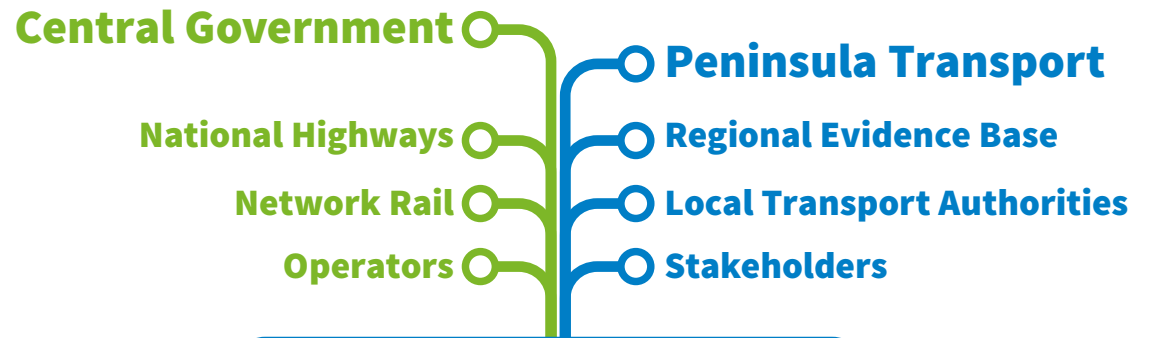 Central Government
Peninsula Transport
National Highways
Regional Evidence Base
Network Rail
Local Transport Authorities
Operators
Stakeholders